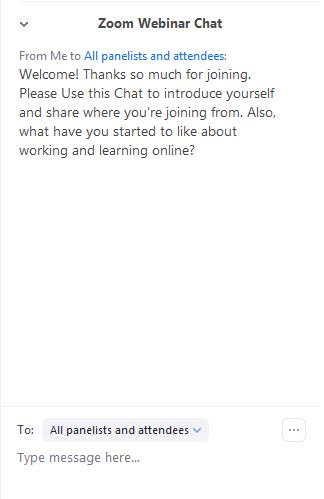 Zoom Webinar Chat
From Me to All panelists and attendees:
Welcome! Thanks so much for joining.
Please Use this Chat to introduce yourself
and share where you're joining from. Also,
what have you started to like about
working and learning online?
To: All panelists and attendees
Type message here...